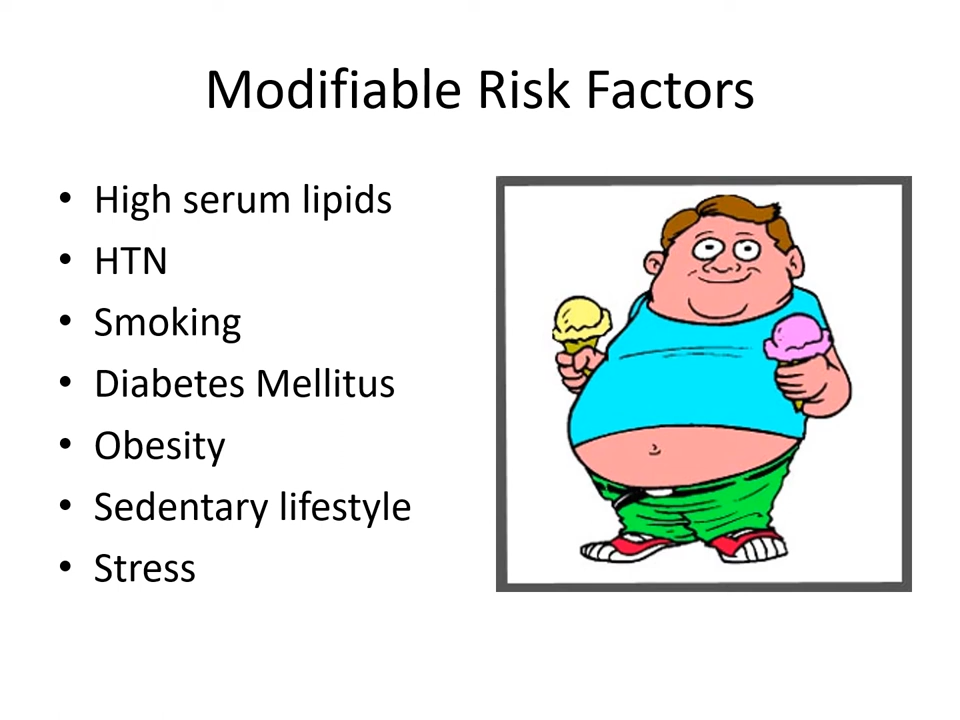 Modifiable Risk Factors
• High serum lipids
• HTN
• Smoking
• Diabetes Mellitus
• Obesity
• Sedentary lifestyle
• Stress